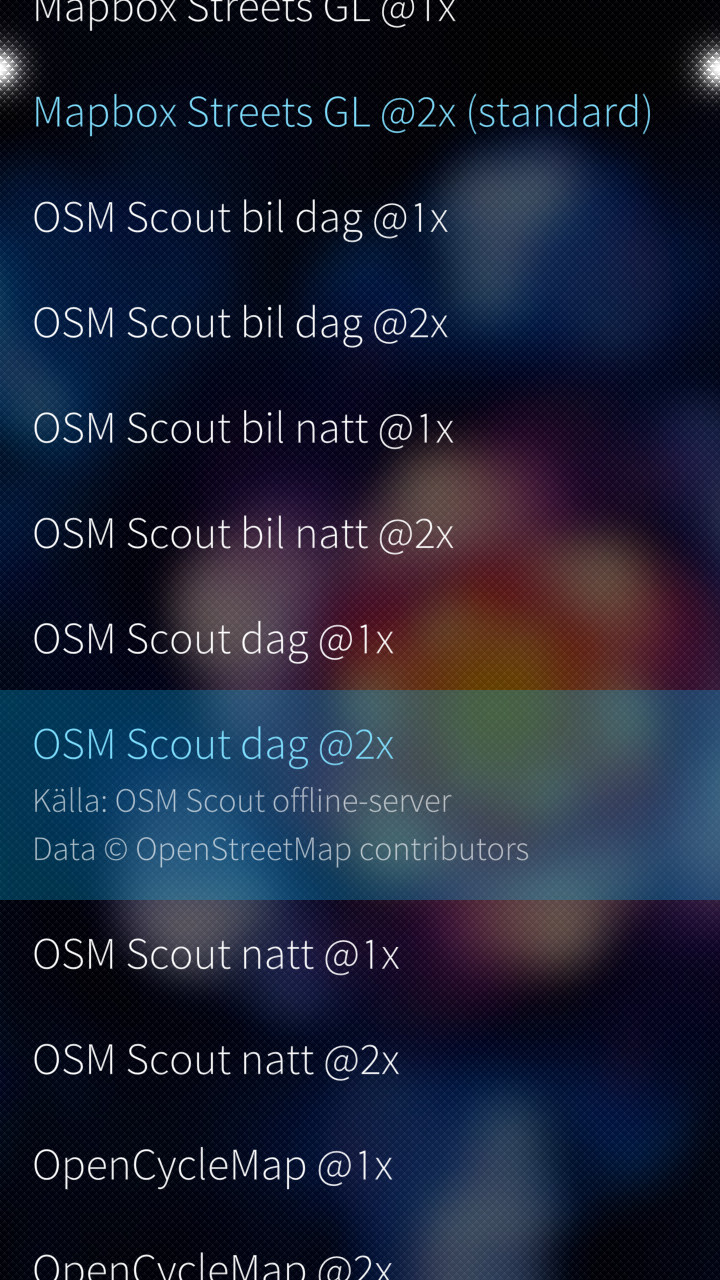 Mapbox Streets GL @1x
Mapbox Streets GL @2x (standard)
OSM Scout bil dag @1x
OSM Scout bil dag @2x
OSM Scout bil natt @1x
OSM Scout bil natt @2x
OSM Scout dag @1x
OSM Scout dag @2x
Källa: OSM Scout offline-server
Data © OpenStreetMap contributors
OSM Scout natt @1x
OSM Scout natt @2x
OpenCycleMap @1x
OpenCycleMap @2x